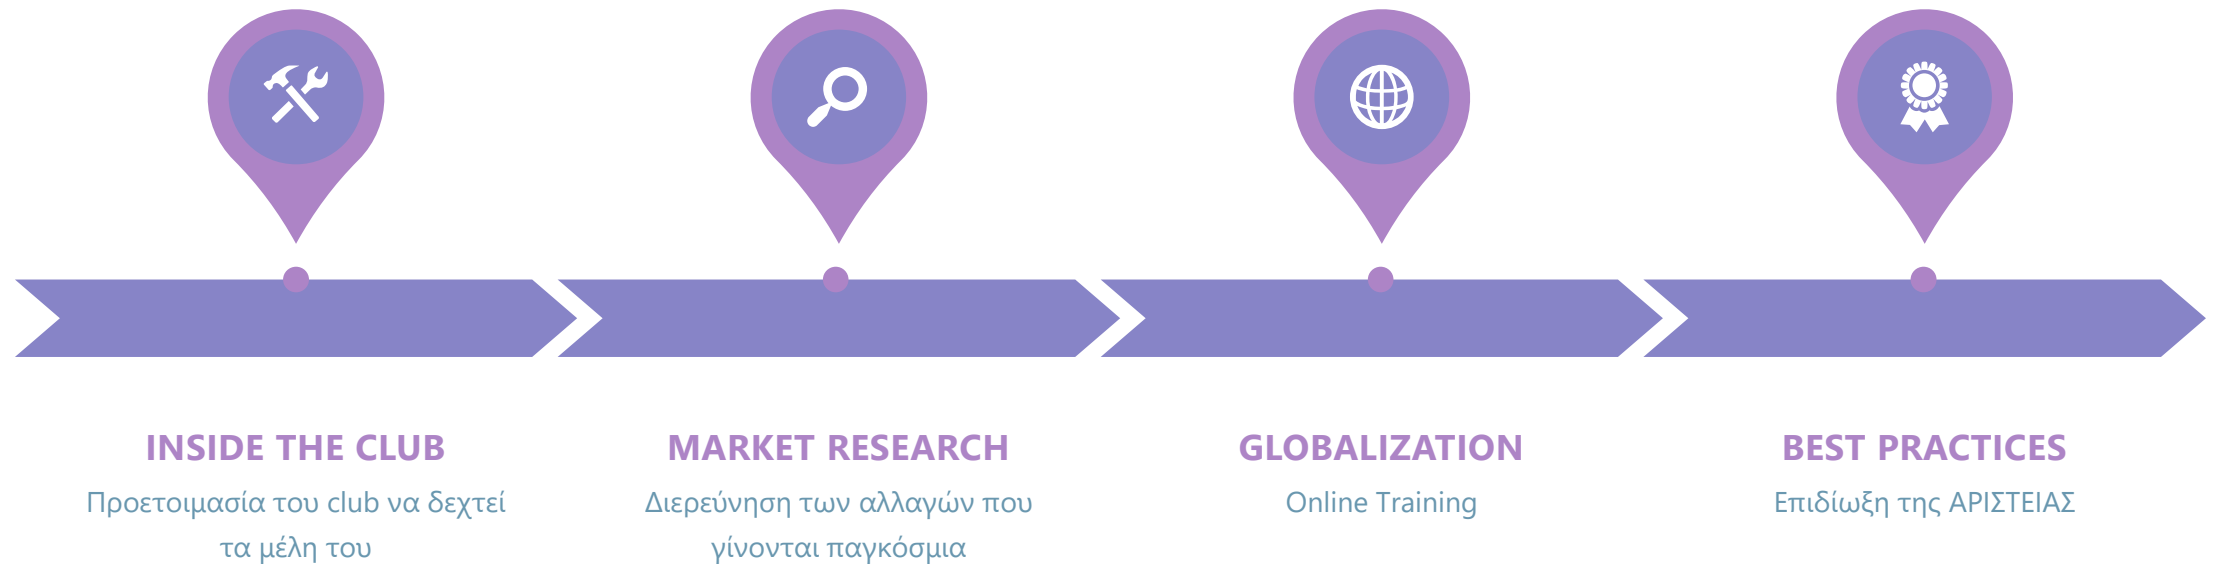 INSIDE THE CLUB
Προετοιμασία του club να δεχτεί
τα μέλη του
MARKET RESEARCH
Διερεύνηση των αλλαγών που
γίνονται παγκόσμια
GLOBALIZATION
Online Training
BEST PRACTICES
Επιδίωξη της ΑΡΙΣΤΕΙΑΣ